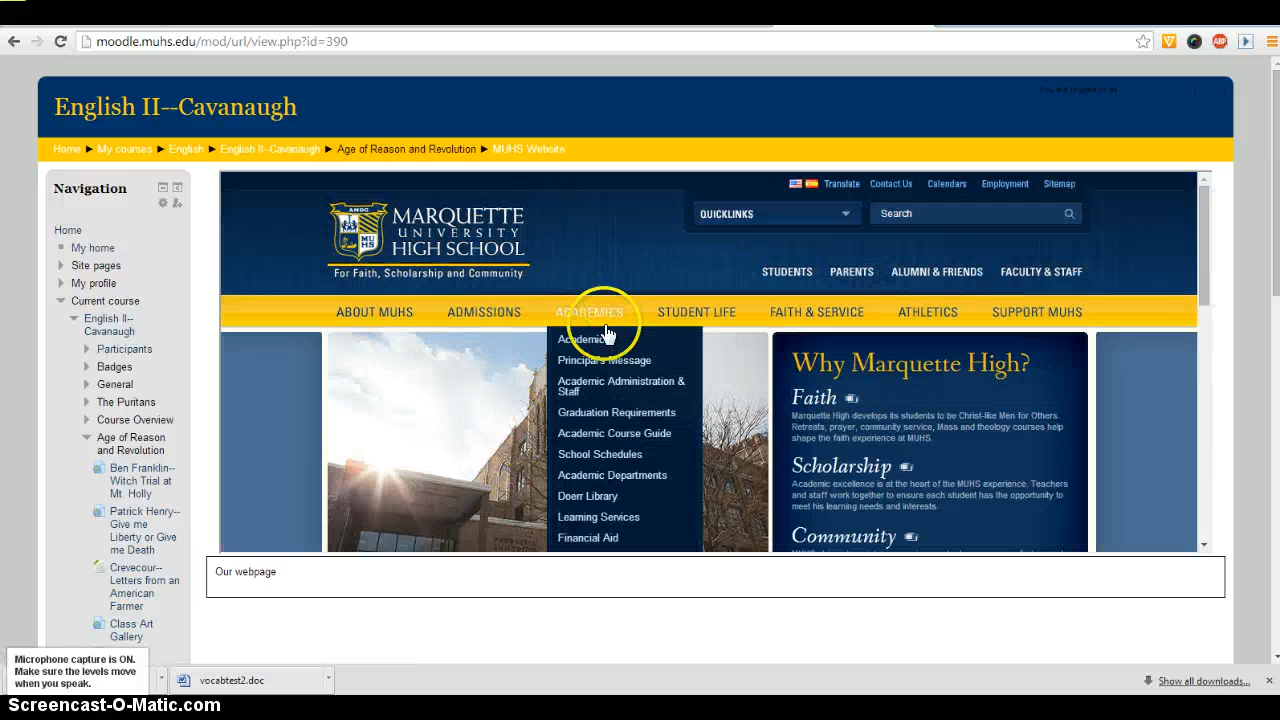 moodle.muhs.edu/mod/url/view.php?id=390
ABP
English II--Cavanaugh
You are logged in as
Home ► My courses ► English ► English II--Cavanaugh ► Age of Reason and Revolution ► MUHS Website
Navigation
Home
My home
Site pages
My profile
Current course
English II--
Cavanaugh
Participants
Badges
General
The Puritans
Course Overview
Age of Reason
and Revolution
Ben Franklin--
Witch Trial at
Mt. Holly
Patrick Henry--
Give me
Liberty or Give
me Death
Crevecour--
Letters from an
American
Farmer
Class Art
Gallery
Translate Contact Us Calendars Employment Sitemap
AMDG
MU
HS
MARQUETTE
UNIVERSITY
HIGH SCHOOL
For Faith, Scholarship and Community
QUICKLINKS Search
STUDENTS PARENTS ALUMNI & FRIENDS FACULTY & STAFF
ABOUT MUHS ADMISSIONS ACADEMICS STUDENT LIFE FAITH & SERVICE ATHLETICS SUPPORT MUHS
Academic
Principal's Message
Academic Administration &
Staff
Graduation Requirements
Academic Course Guide
School Schedules
Academic Departments
Doerr Library
Learning Services
Financial Aid
Why Marquette High?
Faith
Marquette High develops its students to be Christ-like Men for Others.
Retreats, prayer, community service, Mass and theology courses help
shape the faith experience at MUHS.
Scholarship
Academic excellence is at the heart of the MUHS experience. Teachers
and staff work together to ensure each student has the opportunity to
meet his learning needs and interests.
Community
Our webpage
Microphone capture is ON.
Make sure the levels move
when you speak.
vocabtest2.doc
Show all downloads...
Screencast-O-Matic.com